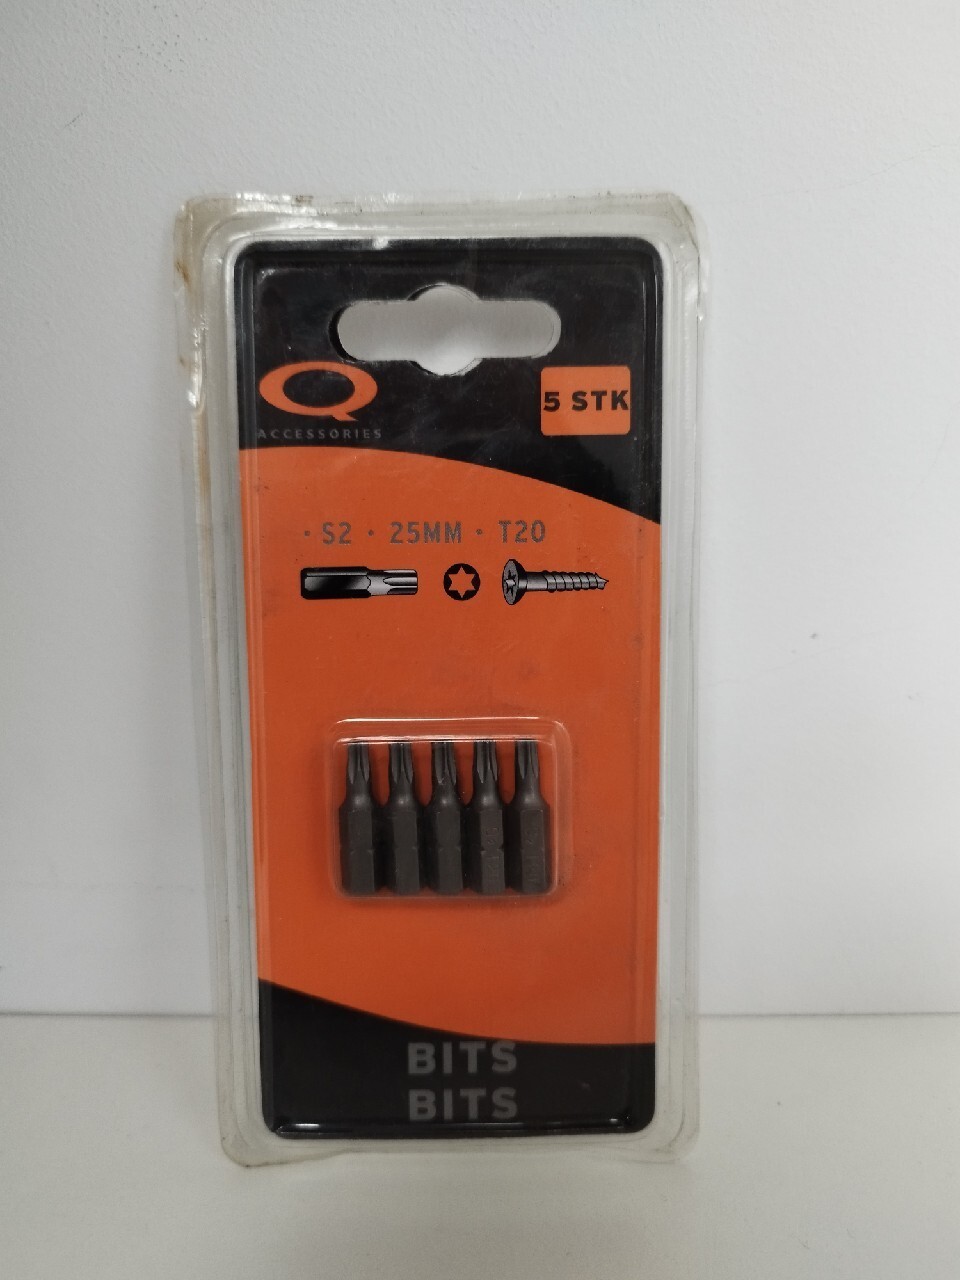 Q
ACCESSORIES
5 STK
· S2 · 25MM · T20
BITS
BITS